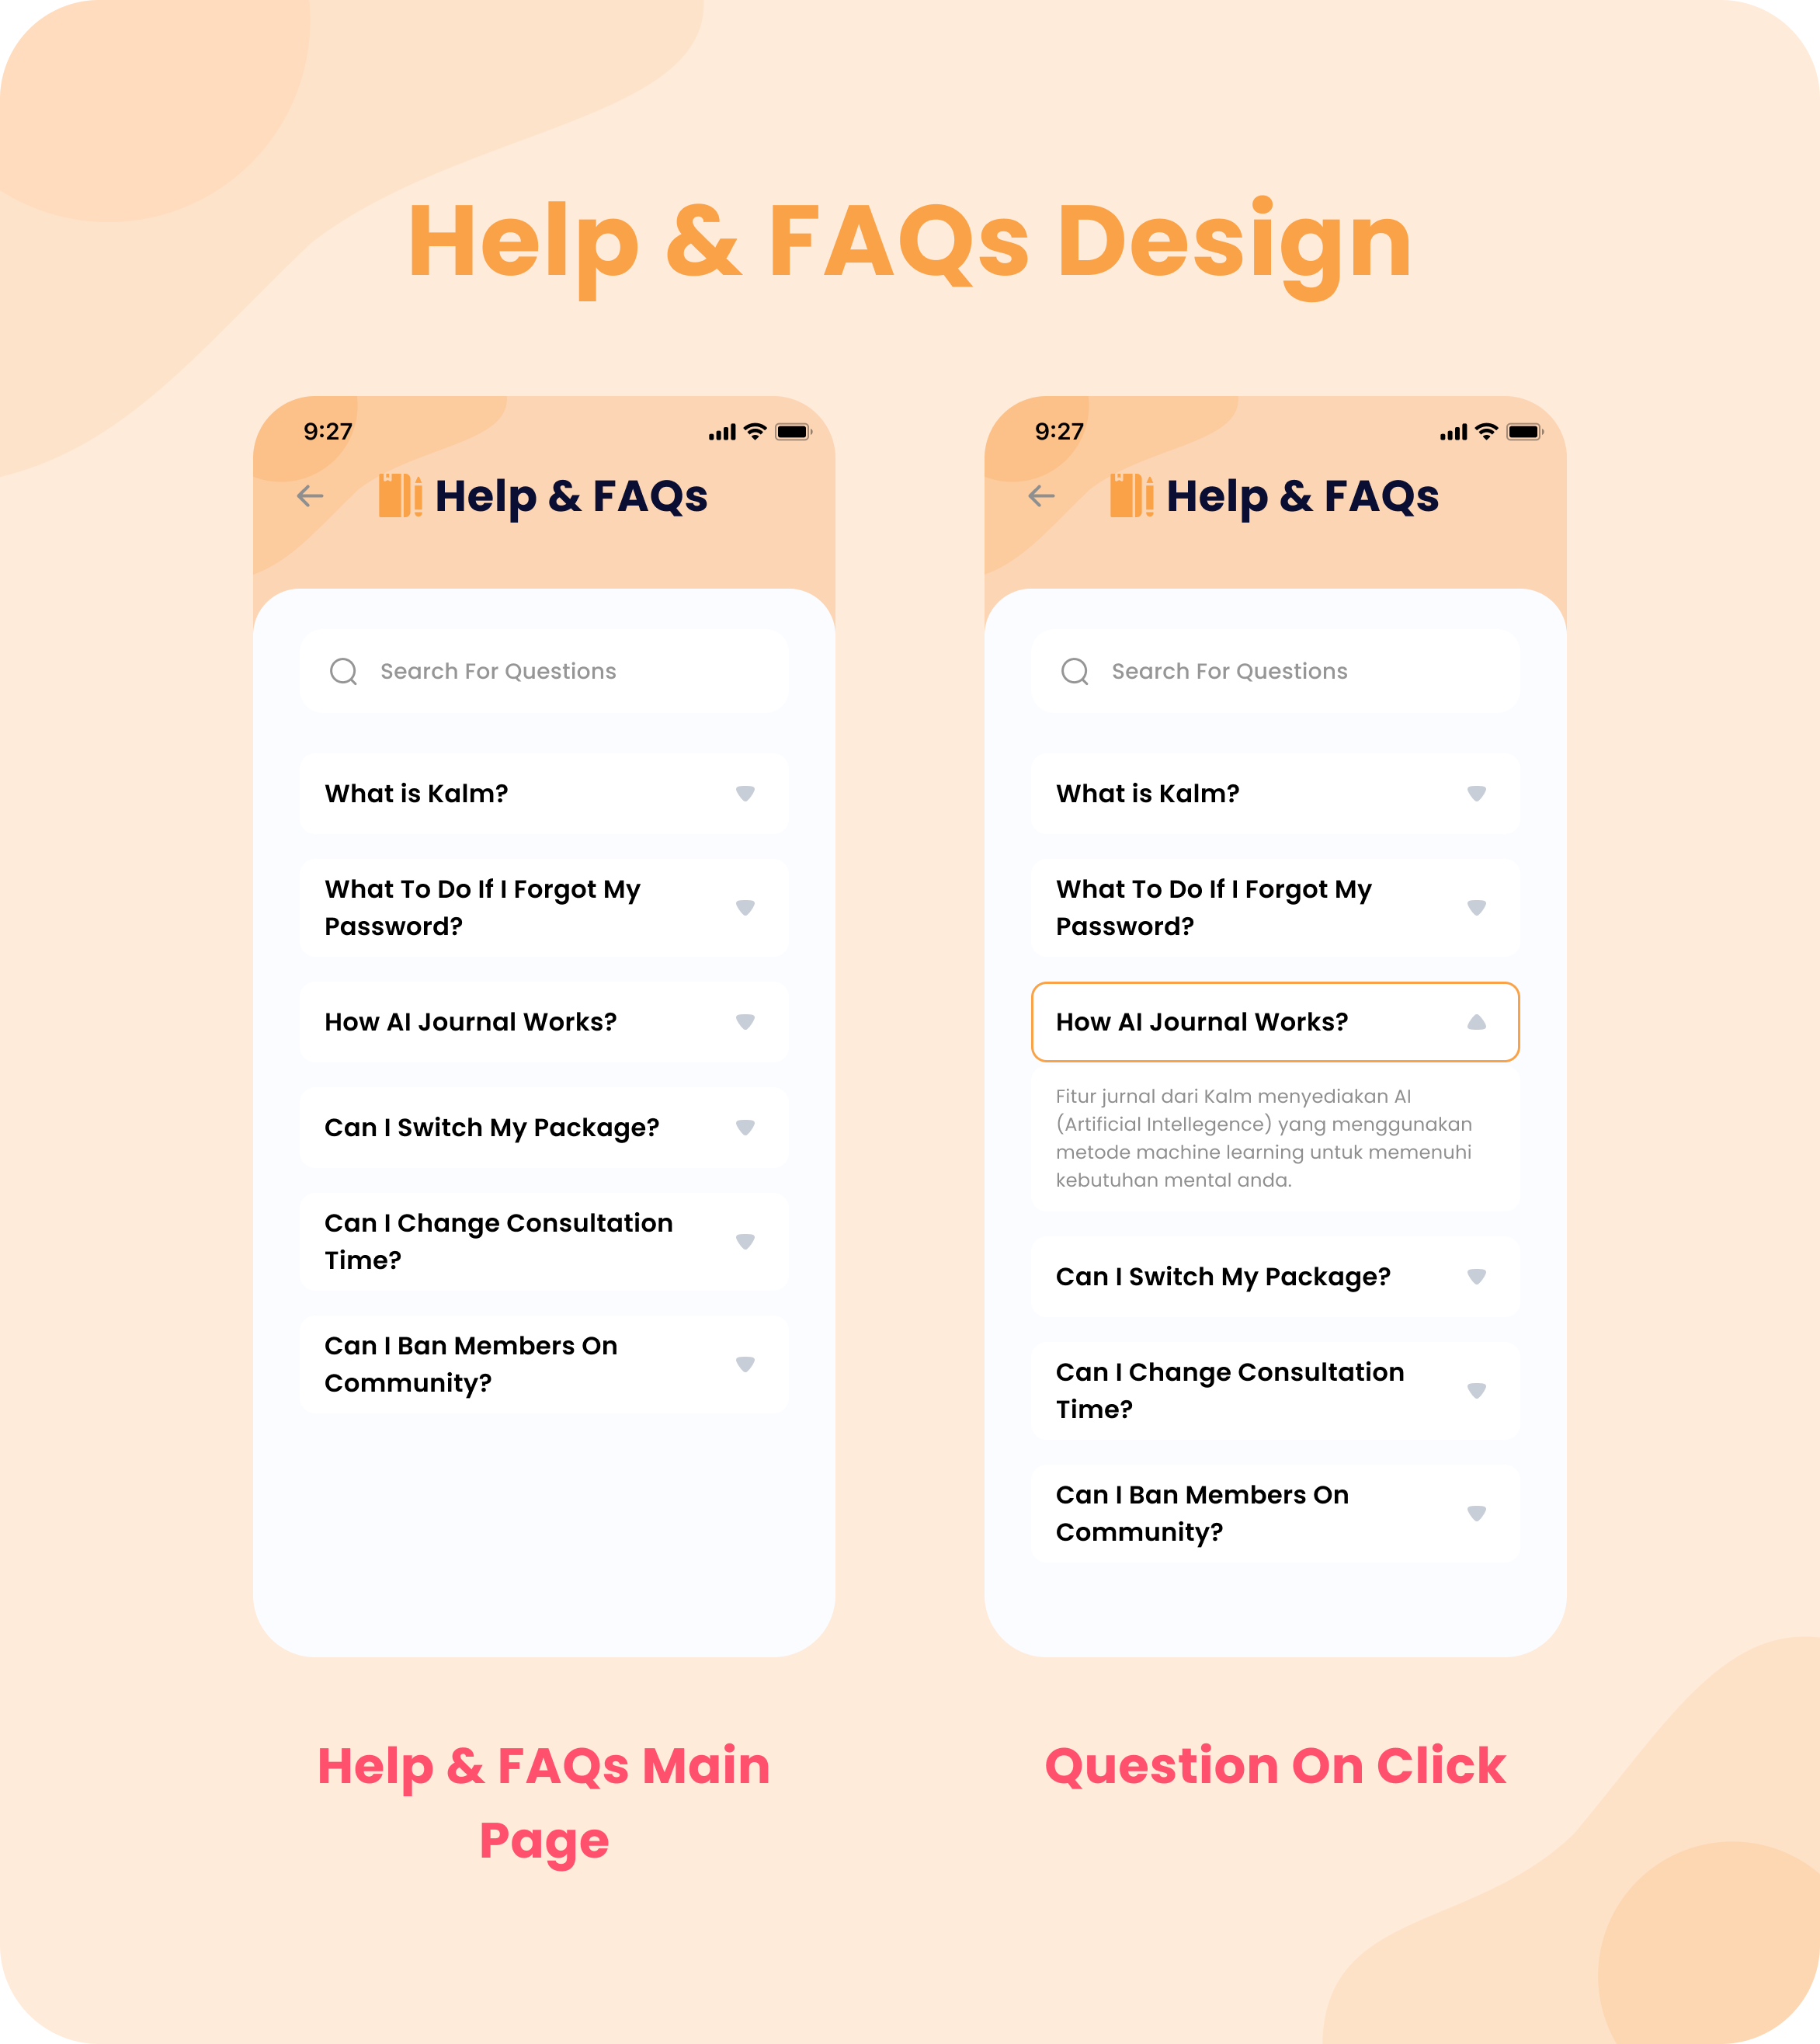 Help & FAQs Design
9:27
Help & FAQs
Search For Questions
What is Kalm?
What To Do If I Forgot My
Password?
How AI Journal Works?
Can I Switch My Package?
Can I Change Consultation
Time?
Can I Ban Members On
Community?
Help & FAQs Main
Page
9:27
Help & FAQs
Search For Questions
What is Kalm?
What To Do If I Forgot My
Password?
How AI Journal Works?
Fitur jurnal dari Kalm menyediakan AI
(Artificial Intellegence) yang menggunakan
metode machine learning untuk memenuhi
kebutuhan mental anda.
Can I Switch My Package?
Can I Change Consultation
Time?
Can I Ban Members On
Community?
Question On Click